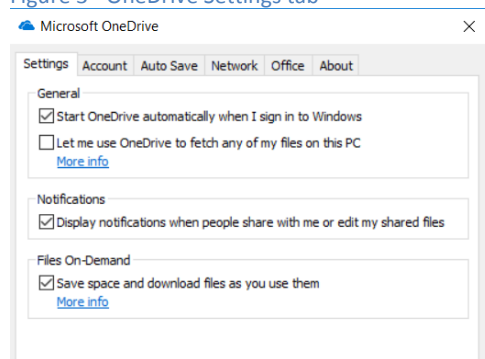 Figure 3 - OneDrive Settings tab
Microsoft OneDrive
Settings Account Auto Save Network Office About
General
Start OneDrive automatically when I sign in to Windows
Let me use OneDrive to fetch any of my files on this PC
More info
Notifications
Display notifications when people share with me or edit my shared files
Files On-Demand
Save space and download files as you use them
More info